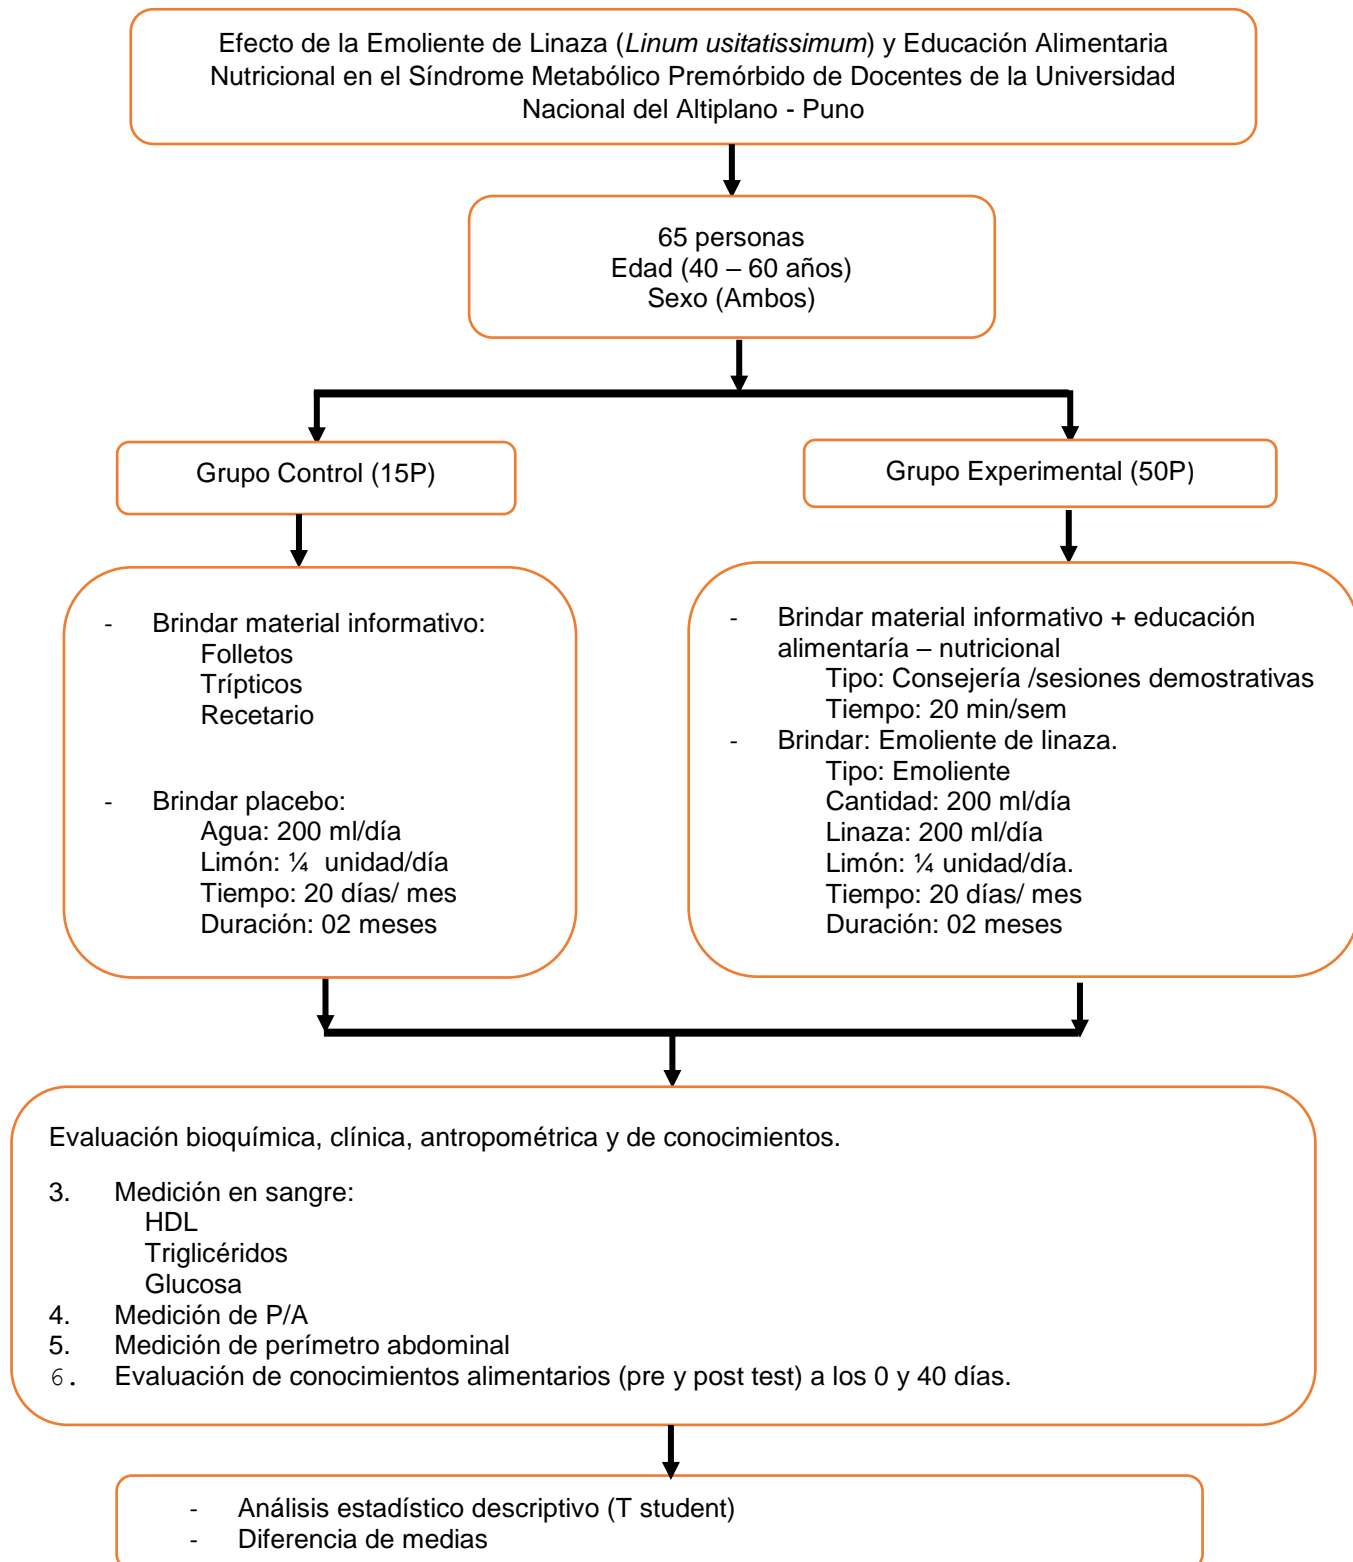 Efecto de la Emoliente de Linaza (Linum usitatissimum) y Educación Alimentaria
Nutricional en el Síndrome Metabólico Premórbido de Docentes de la Universidad
Nacional del Altiplano - Puno
65 personas
Edad (40 – 60 años)
Sexo (Ambos)
Grupo Control (15P)
Grupo Experimental (50P)
- Brindar material informativo:
Folletos
Trípticos
Recetario
- Brindar placebo:
Agua: 200 ml/día
Limón: ¼ unidad/día
Tiempo: 20 días/ mes
Duración: 02 meses
- Brindar material informativo + educación
alimentaría – nutricional
Tipo: Consejería /sesiones demostrativas
Tiempo: 20 min/sem
- Brindar: Emoliente de linaza.
Tipo: Emoliente
Cantidad: 200 ml/día
Linaza: 200 ml/día
Limón: ¼ unidad/día.
Tiempo: 20 días/ mes
Duración: 02 meses
Evaluación bioquímica, clínica, antropométrica y de conocimientos.
3. Medición en sangre:
HDL
Triglicéridos
Glucosa
4. Medición de P/A
5. Medición de perímetro abdominal
6. Evaluación de conocimientos alimentarios (pre y post test) a los 0 y 40 días.
- Análisis estadístico descriptivo (T student)
- Diferencia de medias